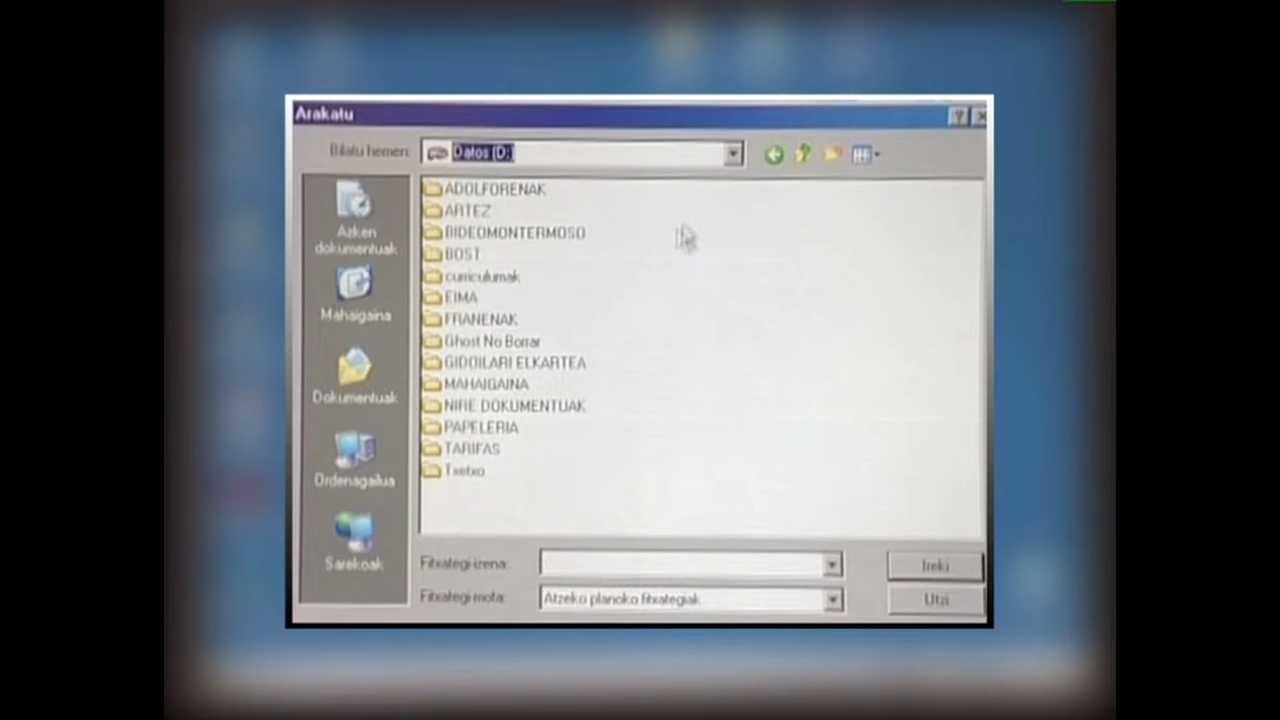 Arakatu
Bilatu hemen:
Datos (D:)
ADOLFORENAK
ARTEZ
BIDEOMONTERMOSO
BOST
curriculumak
EIMA
FRANENAK
Ghost No Borrar
GIDOILARI ELKARTEA
MAHAIGAINA
NIRE DOKUMENTUAK
PAPELERIA
TARIFAS
Txetxo
Azken
dokumentuak
Mahaigaina
Dokumentuak
Ordenagailua
Sarekoak
Fitxategi izena:
Ireki
Fitxategi mota:
Atzeko planoko fitxategiak
Utzi